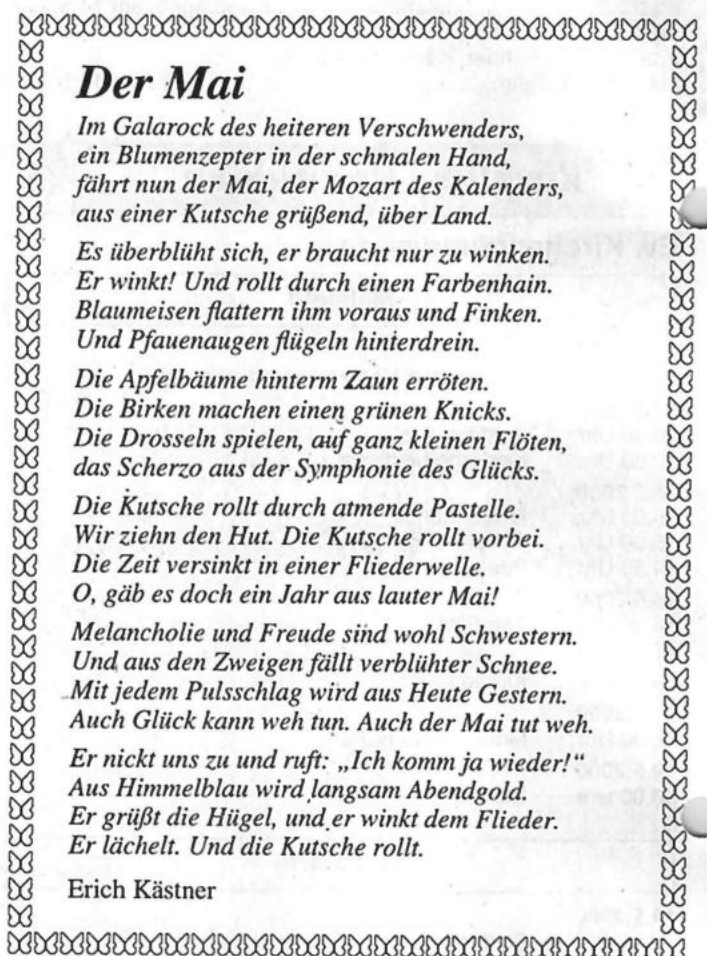 Der Mai
Im Galarock des heiteren Verschwenders,
ein Blumenzepter in der schmalen Hand,
fährt nun der Mai, der Mozart des Kalenders,
aus einer Kutsche grüßend, über Land.
Es überblüht sich, er braucht nur zu winken.
Er winkt! Und rollt durch einen Farbenhain.
Blaumeisen flattern ihm voraus und Finken.
Und Pfauenaugen flügeln hinterdrein.
Die Apfelbäume hinterm Zaun erröten.
Die Birken machen einen grünen Knicks.
Die Drosseln spielen, auf ganz kleinen Flöten,
das Scherzo aus der Symphonie des Glücks.
Die Kutsche rollt durch atmende Pastelle.
Wir ziehn den Hut. Die Kutsche rollt vorbei.
Die Zeit versinkt in einer Fliederwelle.
O, gäb es doch ein Jahr aus lauter Mai!
Melancholie und Freude sind wohl Schwestern.
Und aus den Zweigen fällt verblühter Schnee.
Mit jedem Pulsschlag wird aus Heute Gestern.
Auch Glück kann weh tun. Auch der Mai tut weh.
Er nickt uns zu und ruft: „Ich komm ja wieder!“
Aus Himmelblau wird langsam Abendgold.
Er grüßt die Hügel, und er winkt dem Flieder.
Er lächelt. Und die Kutsche rollt.
Erich Kästner